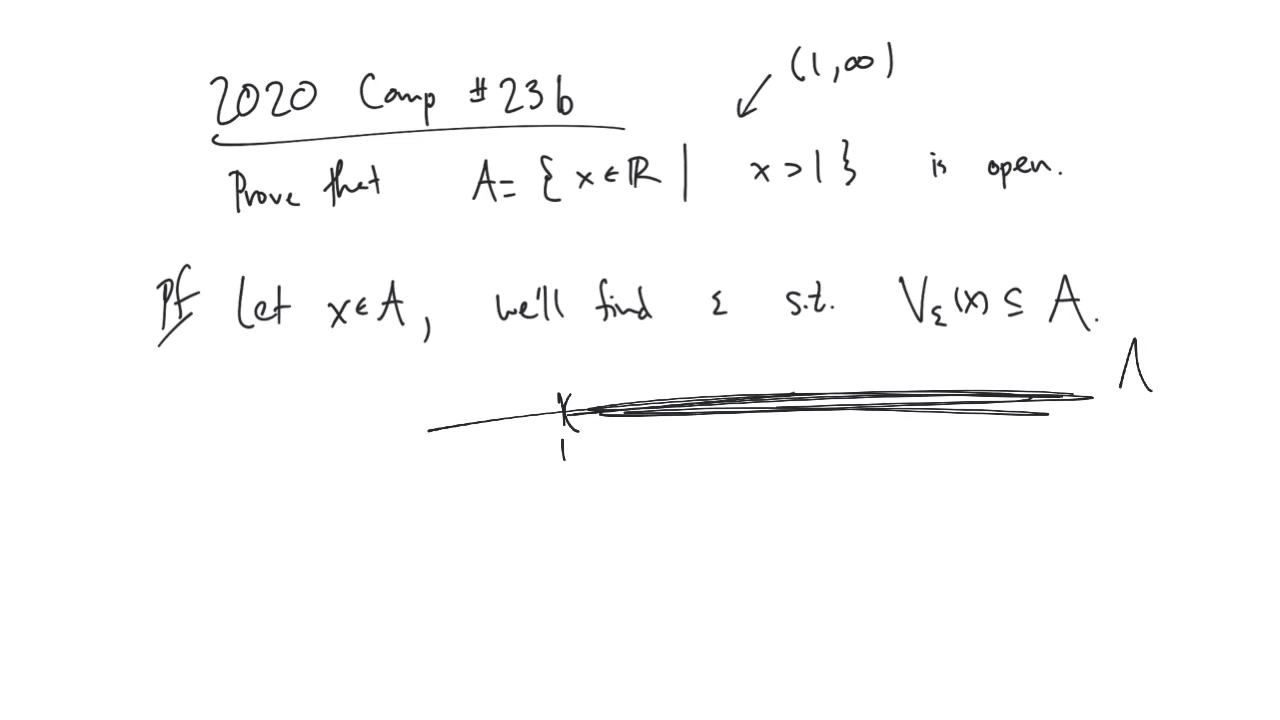 2020 Comp #23b
(1,∞)
Prove that A = { x ∈ ℝ | x > 1 } is open.
Pf Let x ∈ A, we'll find ε s.t. V_ε(x) ⊆ A.
1